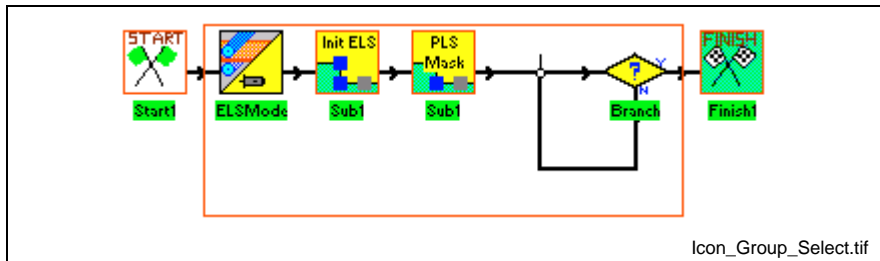 START
Init ELS
PLS
Mask
?
Y
N
FINISH
Start1
ELSMode
Sub1
Sub1
Branch
Finish1
Icon_Group_Select.tif